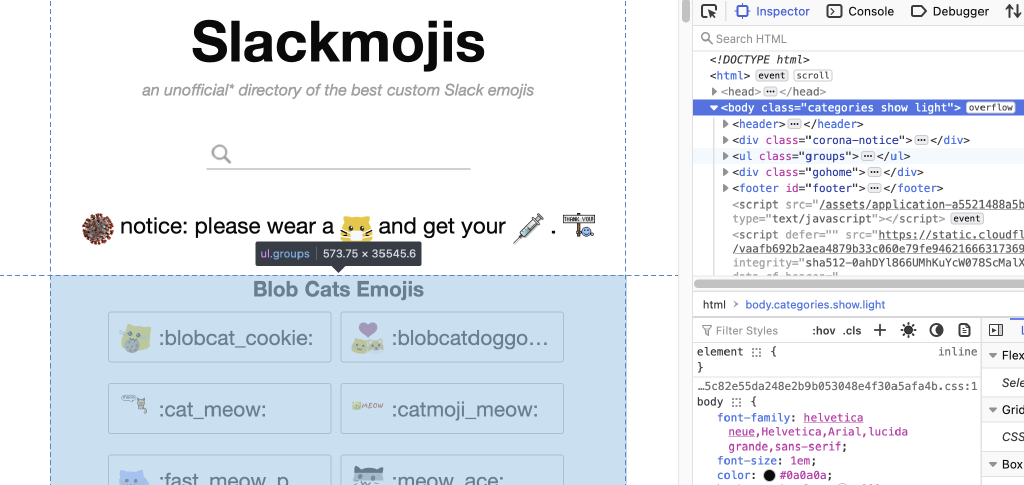 Slackmojis
an unofficial* directory of the best custom Slack emojis
notice: please wear a and get your .
THANK YOU!
ul.groups 573.75 × 35545.6
Blob Cats Emojis
:blobcat_cookie: :blobcatdoggo…
:cat_meow: MEOW :catmoji_meow:
:fast_meow_p :meow_ace:
Inspector Console Debugger
Search HTML
<!DOCTYPE html>
<html> event scroll
<head> ··· </head>
<body class="categories show light"> overflow
<header> ··· </header>
<div class="corona-notice"> ··· </div>
<ul class="groups"> ··· </ul>
<div class="gohome"> ··· </div>
<footer id="footer"> ··· </footer>
<script src="/assets/application-a5521488a5b
type="text/javascript"></script> event
<script defer="" src="https://static.cloudfl
/vaafb692b2aea4879b33c060e79fe94621666317369
integrity="sha512-0ahDYl866UMhKuYcW078ScMalX
html > body.categories.show.light
Filter Styles :hov .cls +
element { inline
}
…5c82e55da248e2b9b053048e4f30a5afa4b.css:1
body {
font-family: helvetica
neue,Helvetica,Arial,lucida
grande,sans-serif;
font-size: 1em;
color: #0a0a0a;
L
Flex
Sele
Grid
CSS
Box